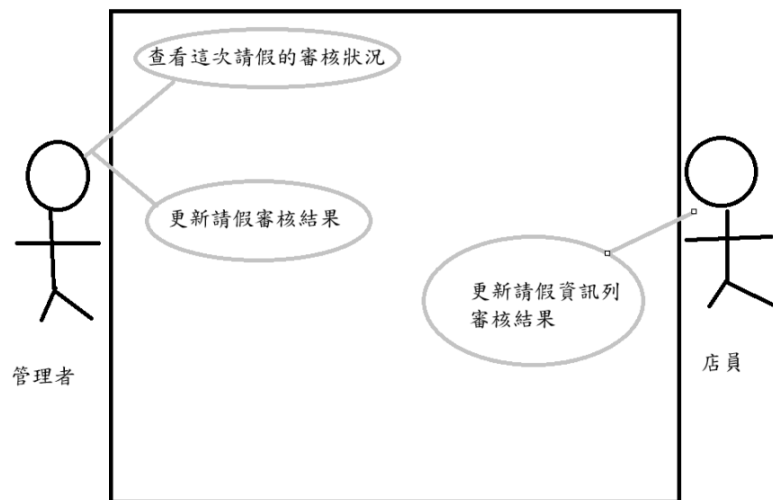 查看這次請假的審核狀況
更新請假審核結果
更新請假資訊列
審核結果
管理者
店員